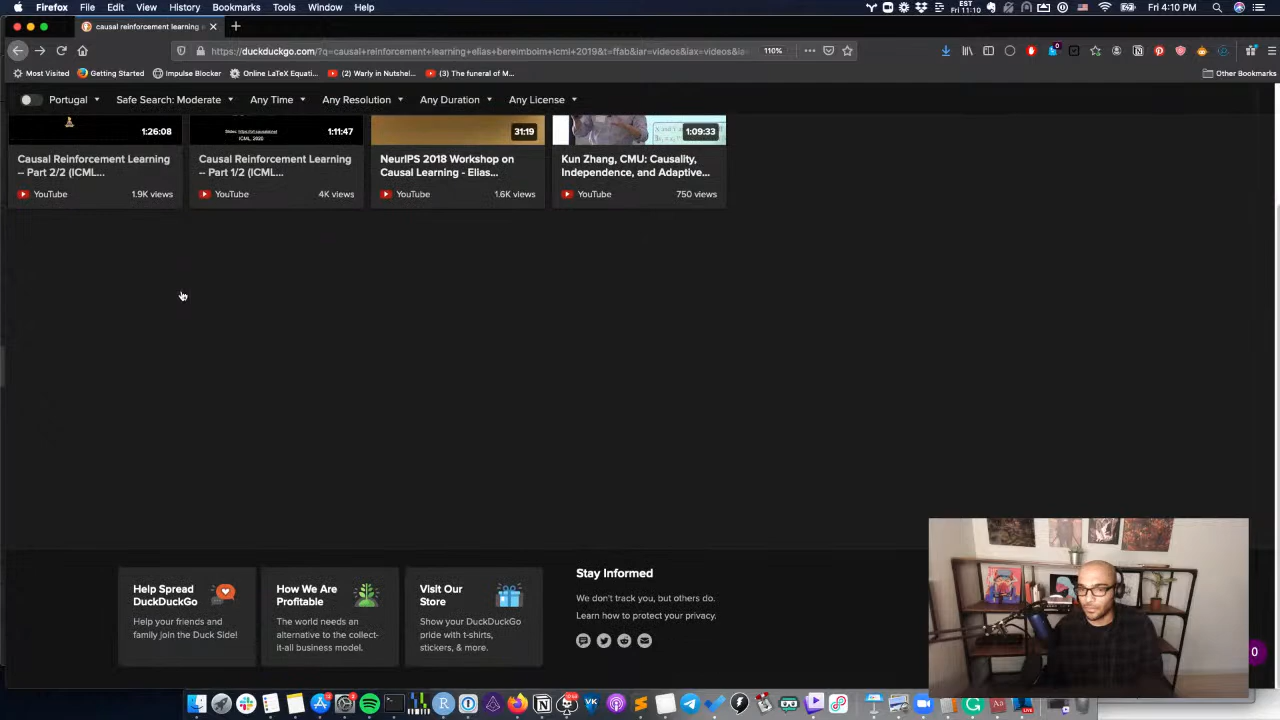 Firefox File Edit View History Bookmarks Tools Window Help
EST
Fri 11-10
4:10 PM
causal reinforcement learning
https://duckduckgo.com/?q=causal+reinforcement+learning+elias+bereimboim+icml+2019&t=ffab&iar=videos&iax=videos&ia=
110%
Most Visited Getting Started Impulse Blocker Online LaTeX Equati... (2) Warly in Nutshel... (3) The funeral of M... Other Bookmarks
Portugal Safe Search: Moderate Any Time Any Resolution Any Duration Any License
1:26:08 1:11:47 31:19 1:09:33
ICML, 2020
Causal Reinforcement Learning
-- Part 2/2 (ICML...
YouTube 1.9K views
Causal Reinforcement Learning
-- Part 1/2 (ICML...
YouTube 4K views
NeurIPS 2018 Workshop on
Causal Learning - Elias...
YouTube 1.6K views
Kun Zhang, CMU: Causality,
Independence, and Adaptive...
YouTube 750 views
Help Spread
DuckDuckGo
Help your friends and
family join the Duck Side!
How We Are
Profitable
The world needs an
alternative to the collect-
it-all business model.
Visit Our
Store
Show your DuckDuckGo
pride with t-shirts,
stickers, & more.
Stay Informed
We don't track you, but others do.
Learn how to protect your privacy.
0